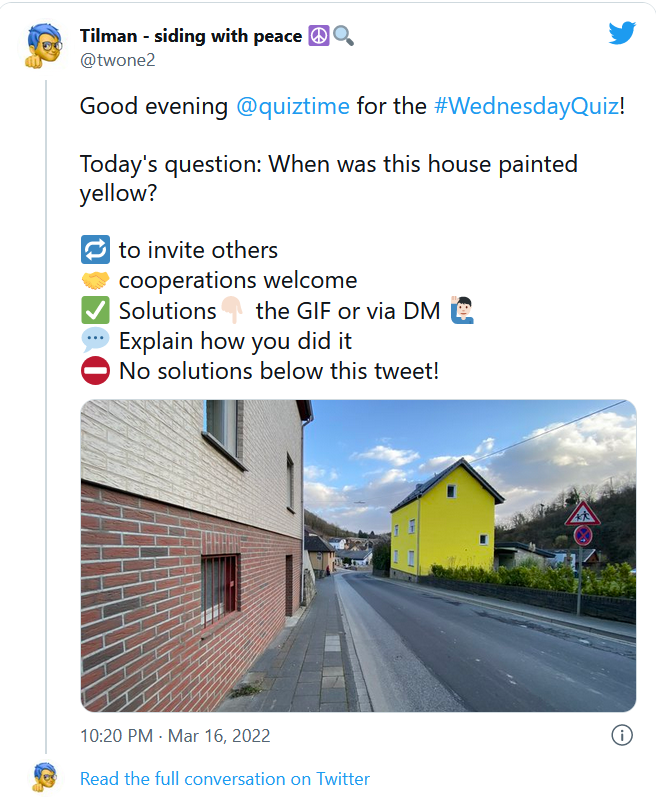 Tilman - siding with peace ☮️🔍
@twone2
Good evening @quiztime for the #WednesdayQuiz!
Today's question: When was this house painted
yellow?
🔁 to invite others
🤝 cooperations welcome
✅ Solutions👇🏻 the GIF or via DM 🙋🏻‍♂️
💬 Explain how you did it
⛔ No solutions below this tweet!
10:20 PM · Mar 16, 2022
Read the full conversation on Twitter